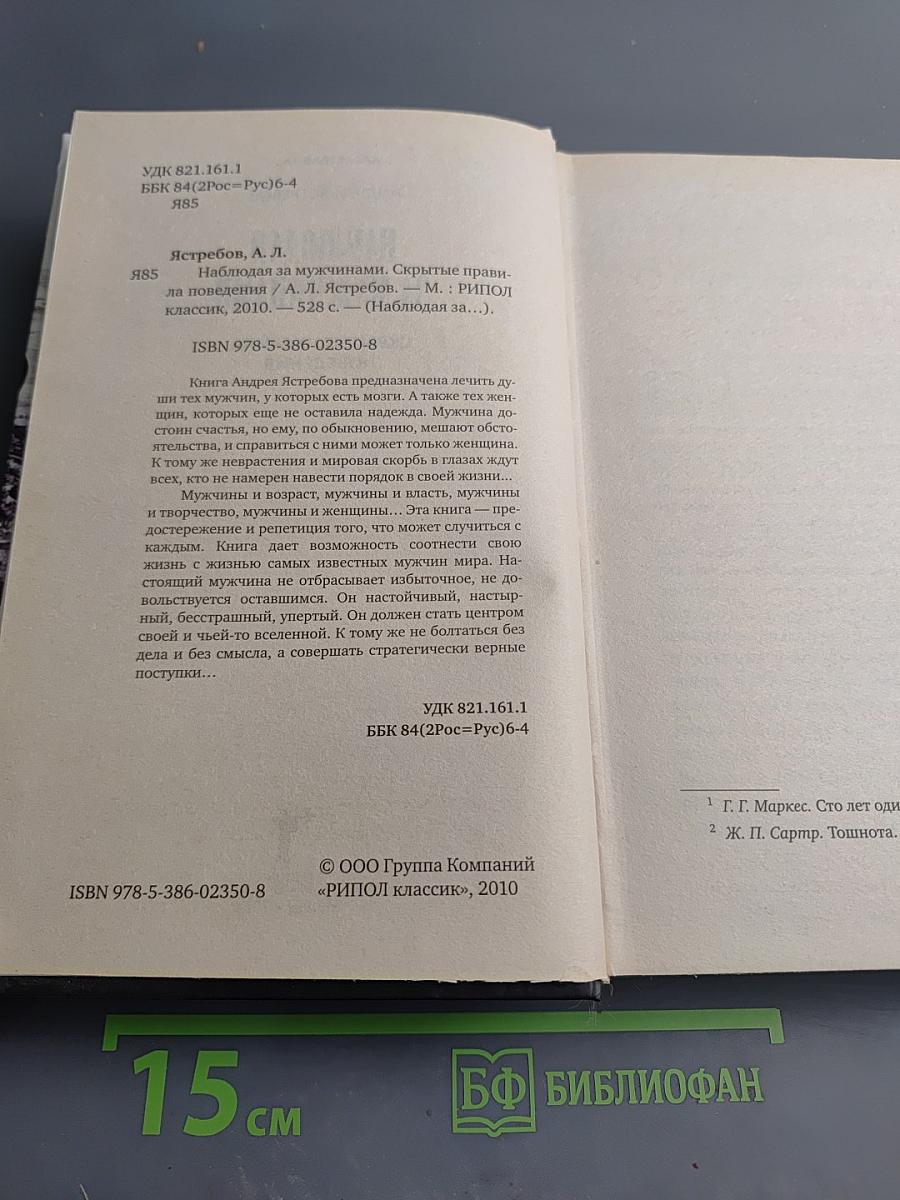 УДК 821.161.1
ББК 84(2Рос=Рус)6-4
Я85
Ястребов, А. Л.
Я85 Наблюдая за мужчинами. Скрытые прави-
ла поведения / А. Л. Ястребов. — М. : РИПОЛ
классик, 2010. — 528 с. — (Наблюдая за...).
ISBN 978-5-386-02350-8
Книга Андрея Ястребова предназначена лечить ду-
ши тех мужчин, у которых есть мозги. А также тех жен-
щин, которых еще не оставила надежда. Мужчина до-
стоин счастья, но ему, по обыкновению, мешают обсто-
ятельства, и справиться с ними может только женщина.
К тому же неврастения и мировая скорбь в глазах ждут
всех, кто не намерен навести порядок в своей жизни...
Мужчины и возраст, мужчины и власть, мужчины
и творчество, мужчины и женщины... Эта книга — пре-
достережение и репетиция того, что может случиться с
каждым. Книга дает возможность соотнести свою
жизнь с жизнью самых известных мужчин мира. На-
стоящий мужчина не отбрасывает избыточное, не до-
вольствуется оставшимся. Он настойчивый, настыр-
ный, бесстрашный, упертый. Он должен стать центром
своей и чьей-то вселенной. К тому же не болтаться без
дела и без смысла, а совершать стратегически верные
поступки...
УДК 821.161.1
ББК 84(2Рос=Рус)6-4
© ООО Группа Компаний
ISBN 978-5-386-02350-8 «РИПОЛ классик», 2010
1 Г. Г. Маркес. Сто лет оди
2 Ж. П. Сартр. Тошнота.
15 см
БФ БИБЛИОФАН